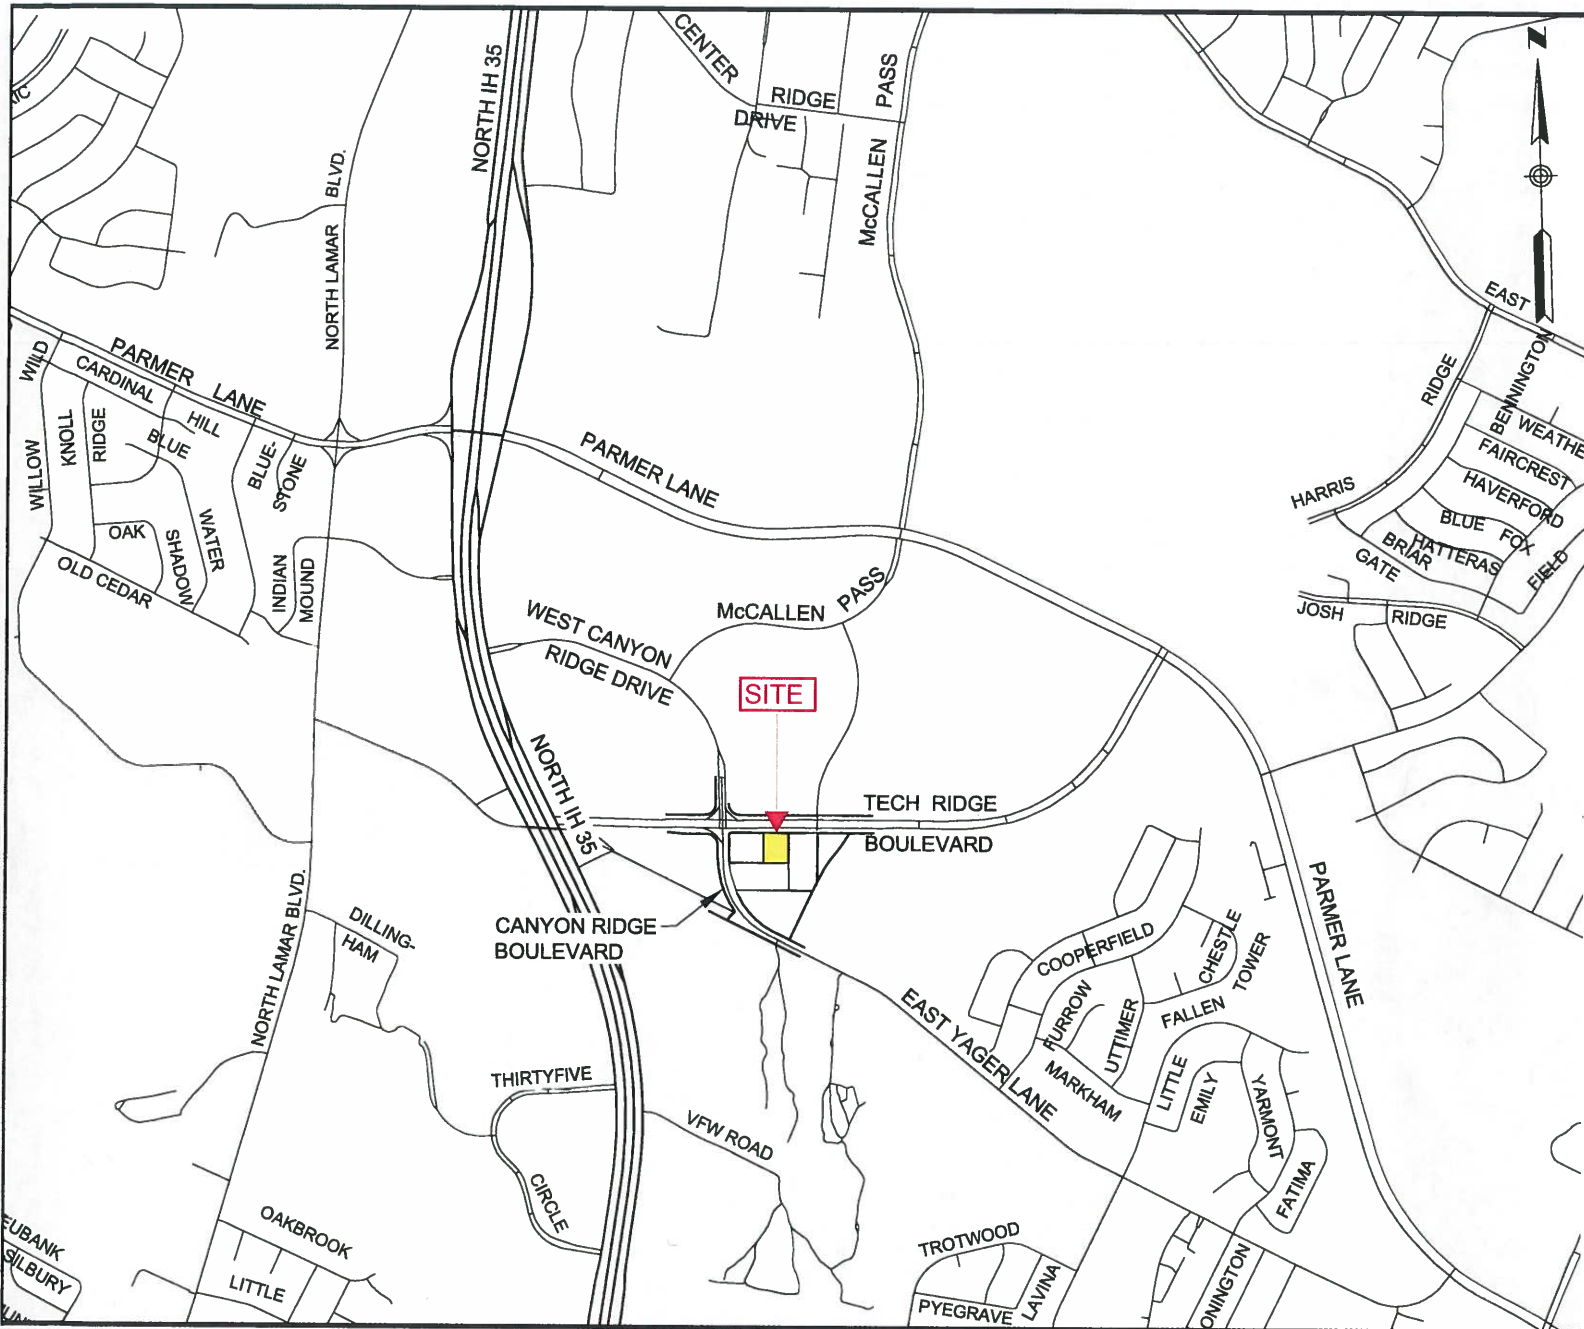 CENTER
RIDGE
DRIVE
PASS
McCALLEN
NORTH IH 35
BLVD.
NORTH LAMAR
N
EAST
WILD
PARMER
LANE
CARDINAL
HILL
WILLOW
KNOLL
RIDGE
BLUE
BLUE-
STONE
PARMER LANE
RIDGE
BENNINGTON
WEATHE
FAIRCREST
HAVERFORD
HARRIS
BLUE FOX
HATTERAS
BRIAR
GATE
FIELD
OAK
SHADOW
WATER
OLD CEDAR
INDIAN
MOUND
McCALLEN PASS
JOSH RIDGE
WEST CANYON
RIDGE DRIVE
SITE
NORTH IH 35
TECH RIDGE
BOULEVARD
CANYON RIDGE
BOULEVARD
NORTH LAMAR BLVD.
DILLING-
HAM
PARMER LANE
COOPERFIELD
CHESTLE
TOWER
FALLEN
FURROW
UTTIMER
EAST YAGER LANE
MARKHAM
LITTLE
EMILY
YARMONT
FATIMA
THIRTYFIVE
CIRCLE
VFW ROAD
OAKBROOK
LITTLE
EUBANK
SILBURY
TROTWOOD
LAVINA
PYEGRAVE
ONINGTON